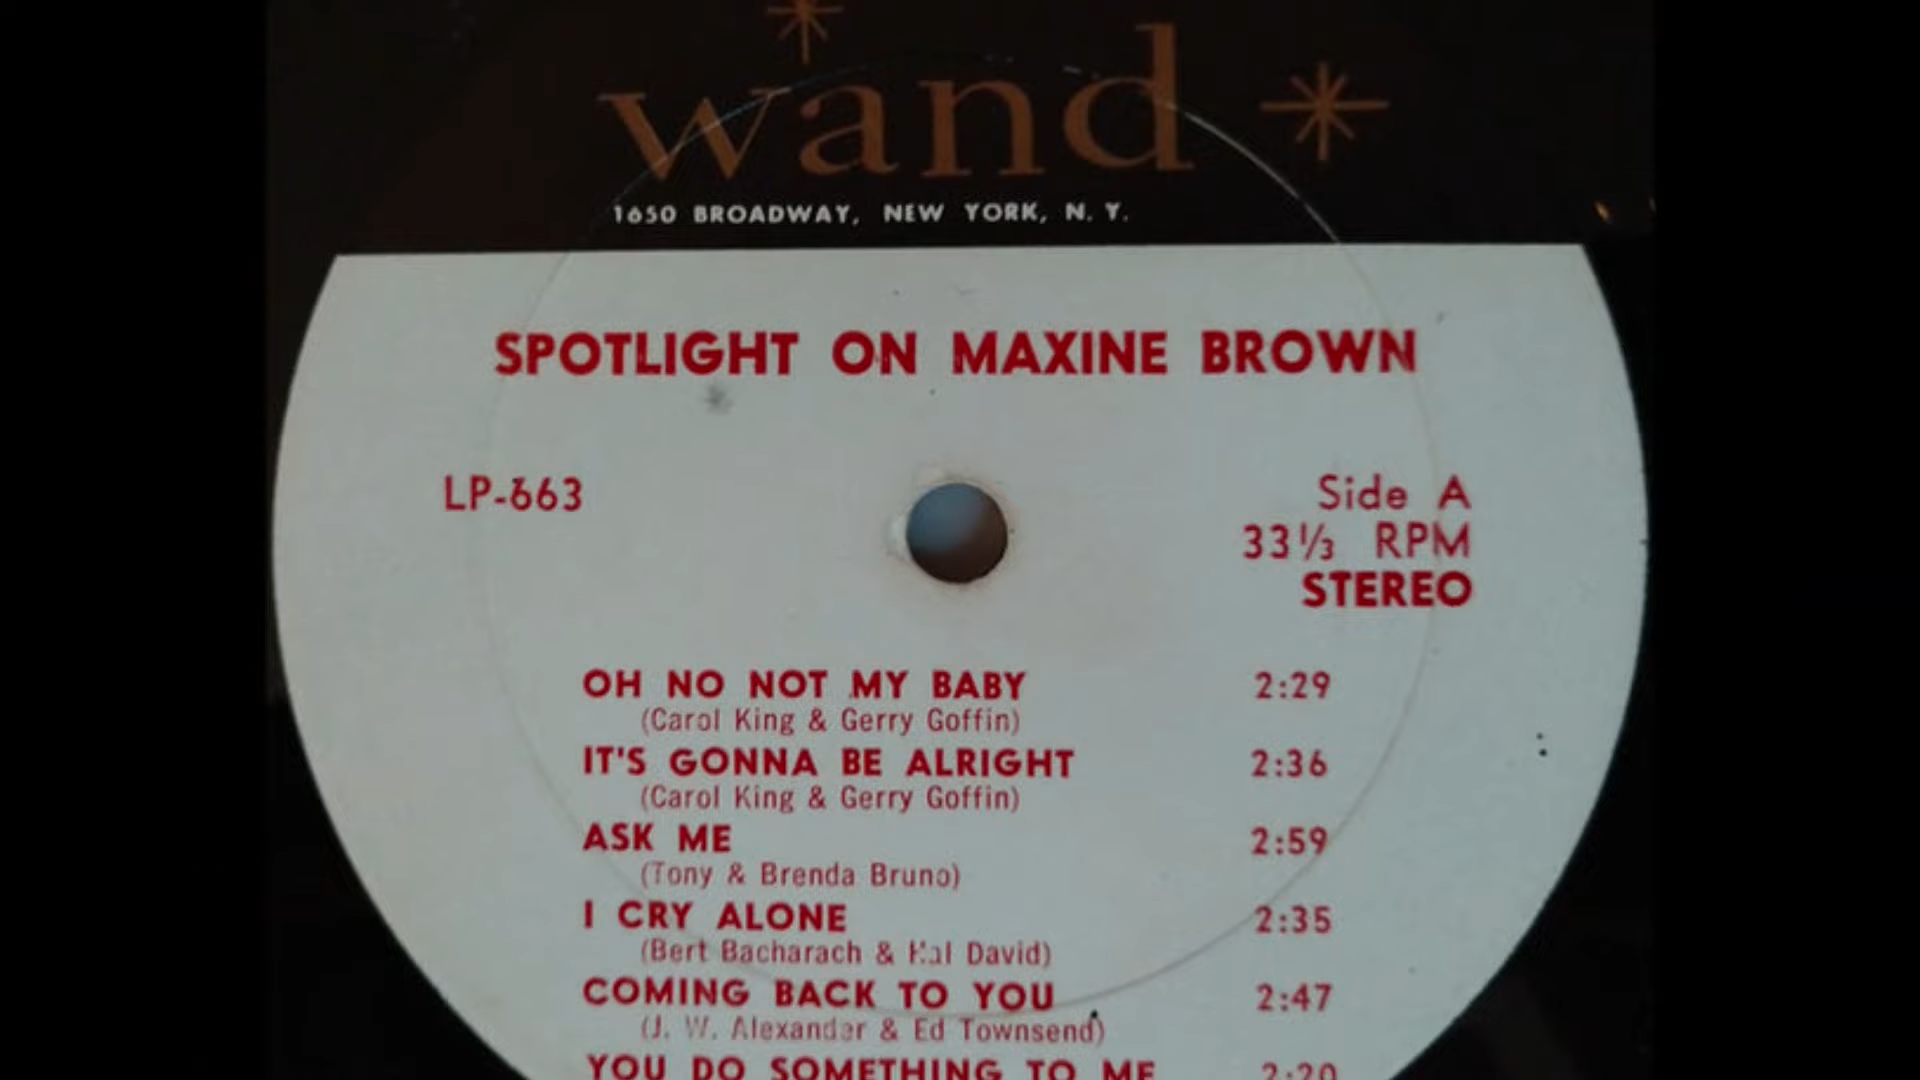 wand
1650 BROADWAY, NEW YORK, N. Y.
SPOTLIGHT ON MAXINE BROWN
LP-663
Side A
33⅓ RPM
STEREO
OH NO NOT MY BABY 2:29
(Carol King & Gerry Goffin)
IT'S GONNA BE ALRIGHT 2:36
(Carol King & Gerry Goffin)
ASK ME 2:59
(Tony & Brenda Bruno)
I CRY ALONE 2:35
(Bert Bacharach & Hal David)
COMING BACK TO YOU 2:47
(J. W. Alexander & Ed Townsend)
YOU DO SOMETHING TO ME 2:20